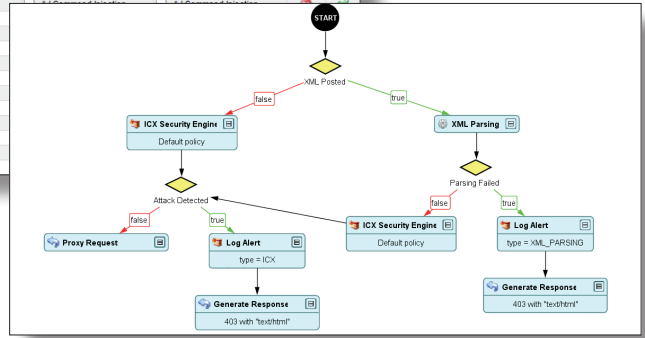 START
XML Posted
false
true
ICX Security Engine
Default policy
XML Parsing
Attack Detected
Parsing Failed
false
true
false
true
Proxy Request
Log Alert
type = ICX
ICX Security Engine
Default policy
Log Alert
type = XML_PARSING
Generate Response
403 with "text/html"
Generate Response
403 with "text/html"